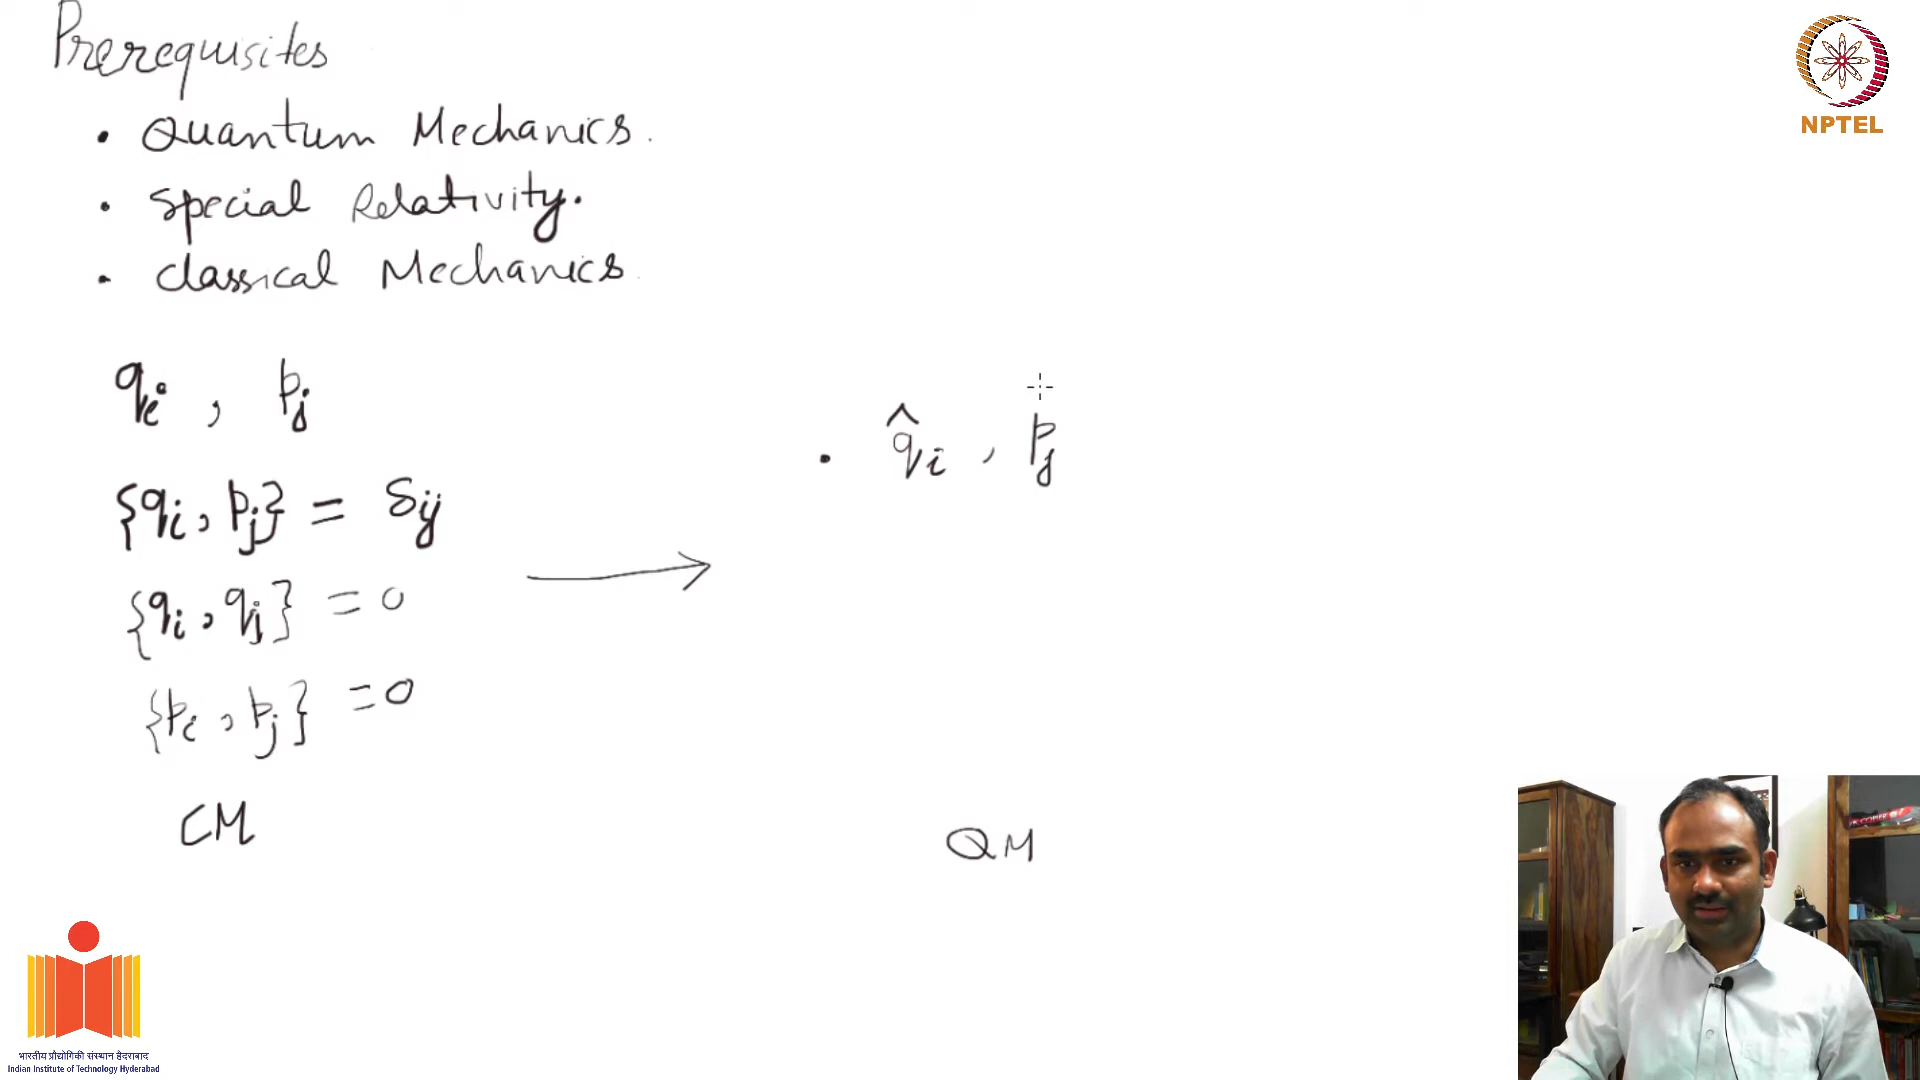 Prerequisites
• Quantum Mechanics.
• Special Relativity.
• Classical Mechanics.
qᵢ , pⱼ
{qᵢ, pⱼ} = δᵢⱼ
{qᵢ, qⱼ} = 0
{pᵢ, pⱼ} = 0
CM
• q̂ᵢ , pⱼ
QM
NPTEL
भारतीय प्रौद्योगिकी संस्थान हैदराबाद
Indian Institute of Technology Hyderabad